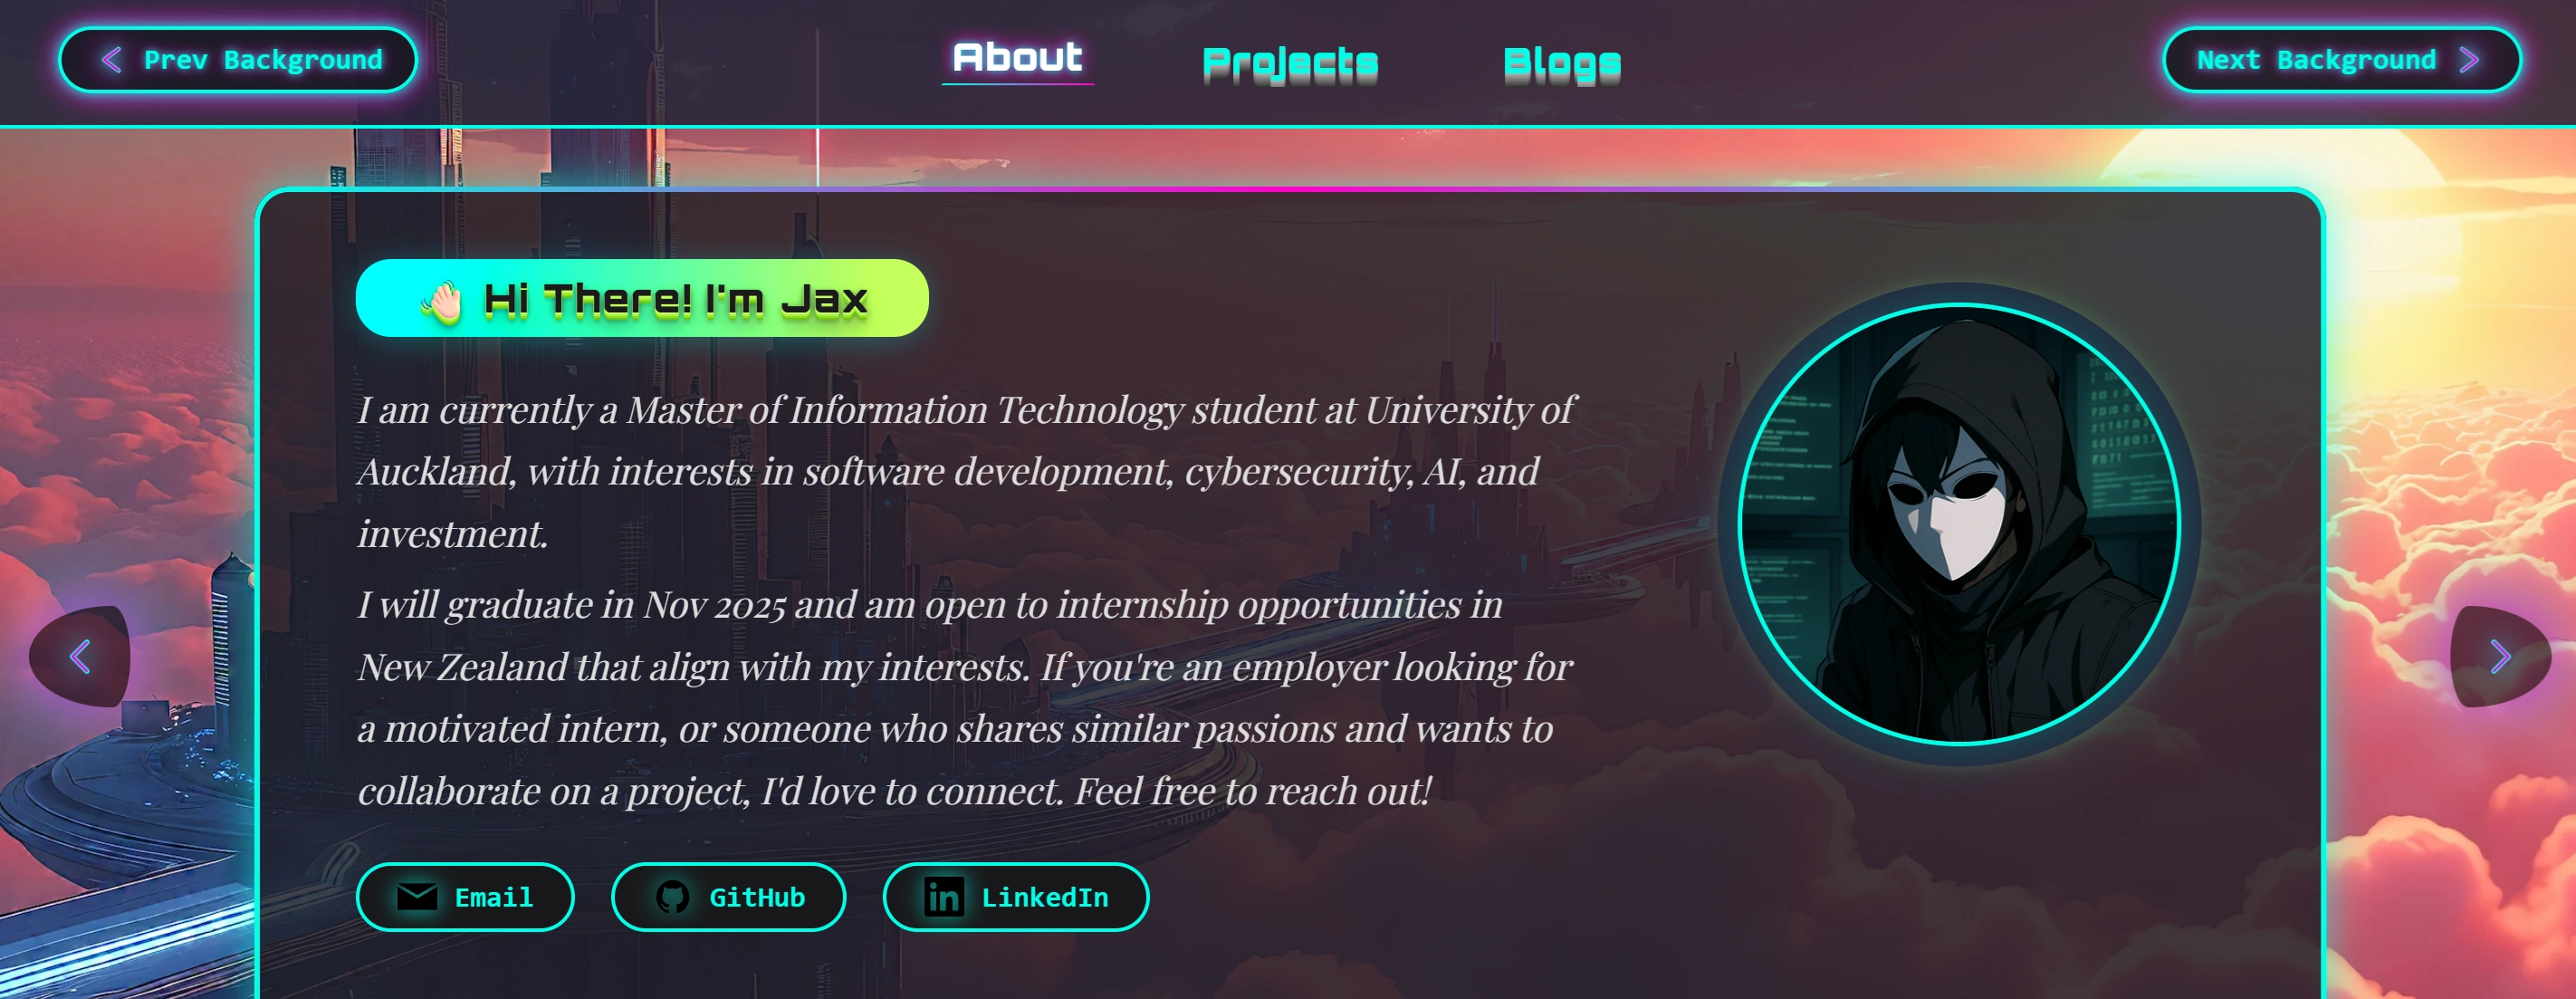 Prev Background
About
Projects
Blogs
Next Background
👋 Hi There! I'm Jax
I am currently a Master of Information Technology student at University of
Auckland, with interests in software development, cybersecurity, AI, and
investment.
I will graduate in Nov 2025 and am open to internship opportunities in
New Zealand that align with my interests. If you're an employer looking for
a motivated intern, or someone who shares similar passions and wants to
collaborate on a project, I'd love to connect. Feel free to reach out!
Email
GitHub
LinkedIn